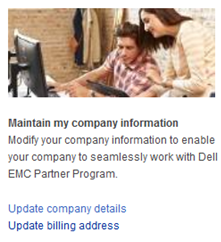 Maintain my company information
Modify your company information to enable
your company to seamlessly work with Dell
EMC Partner Program.
Update company details
Update billing address